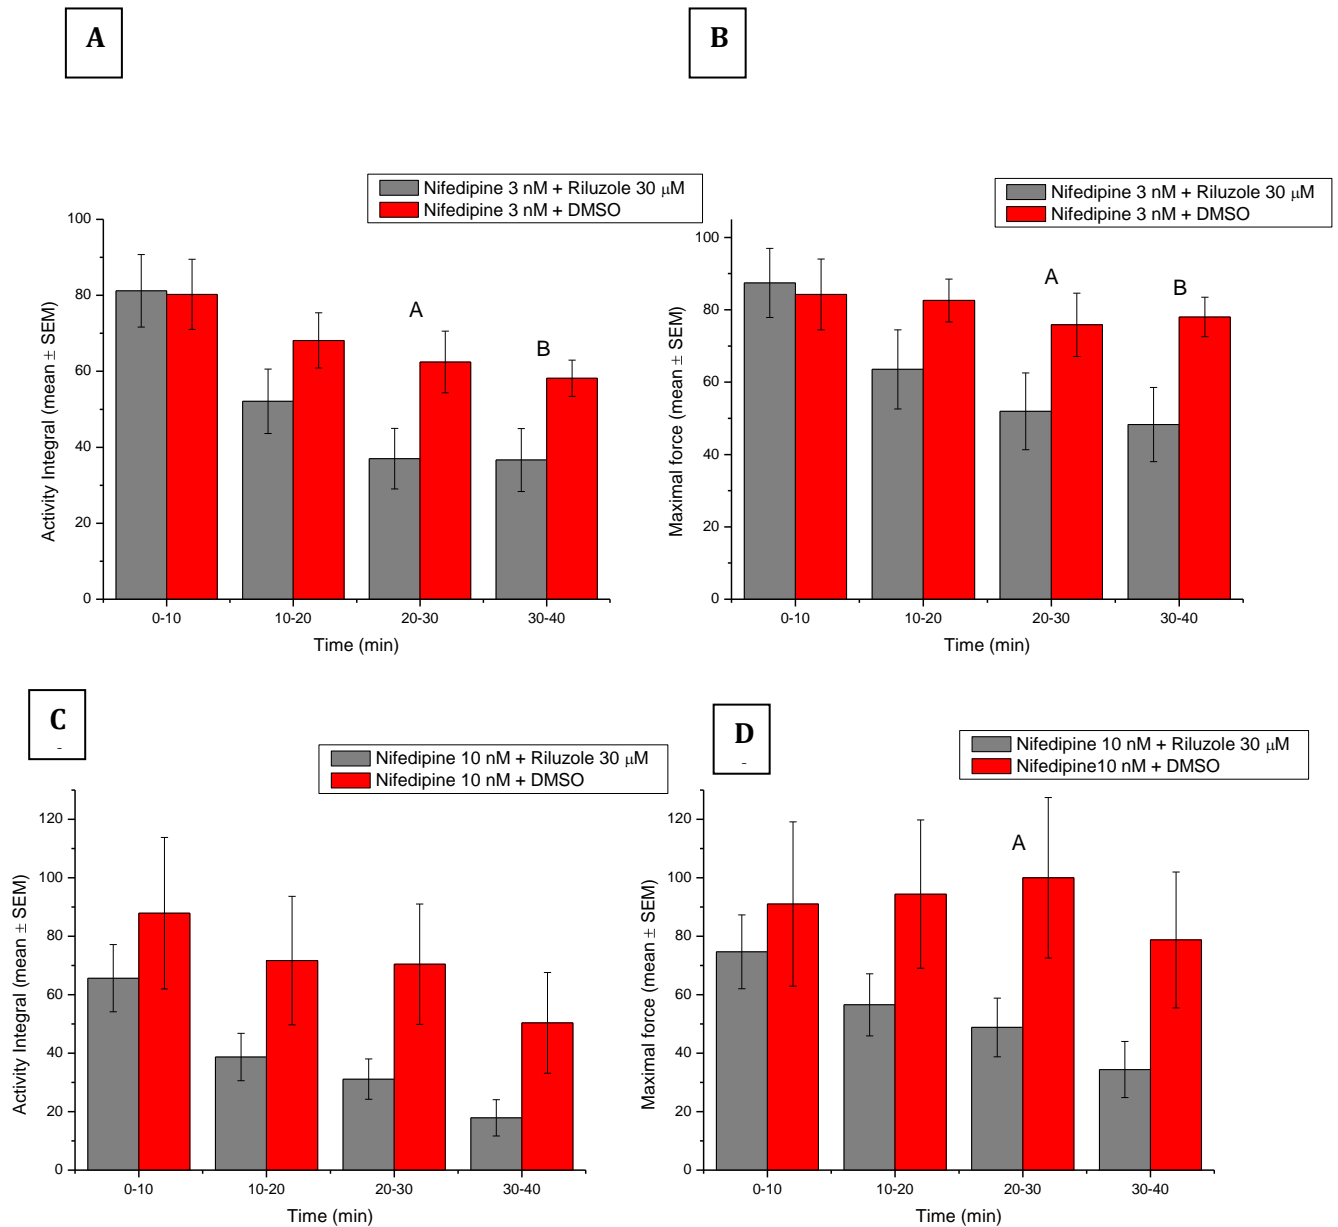 A
B
Nifedipine 3 nM + Riluzole 30 μM
Nifedipine 3 nM + DMSO
100
80
60
40
20
0
Activity Integral (mean ± SEM)
A
B
0-10
10-20
20-30
30-40
Time (min)
Nifedipine 3 nM + Riluzole 30 μM
Nifedipine 3 nM + DMSO
100
80
60
40
20
0
Maximal force (mean ± SEM)
A
B
0-10
10-20
20-30
30-40
Time (min)
C
D
Nifedipine 10 nM + Riluzole 30 μM
Nifedipine 10 nM + DMSO
120
100
80
60
40
20
0
Activity Integral (mean ± SEM)
0-10
10-20
20-30
30-40
Time (min)
Nifedipine 10 nM + Riluzole 30 μM
Nifedipine10 nM + DMSO
120
100
80
60
40
20
0
Maximal force (mean ± SEM)
A
0-10
10-20
20-30
30-40
Time (min)